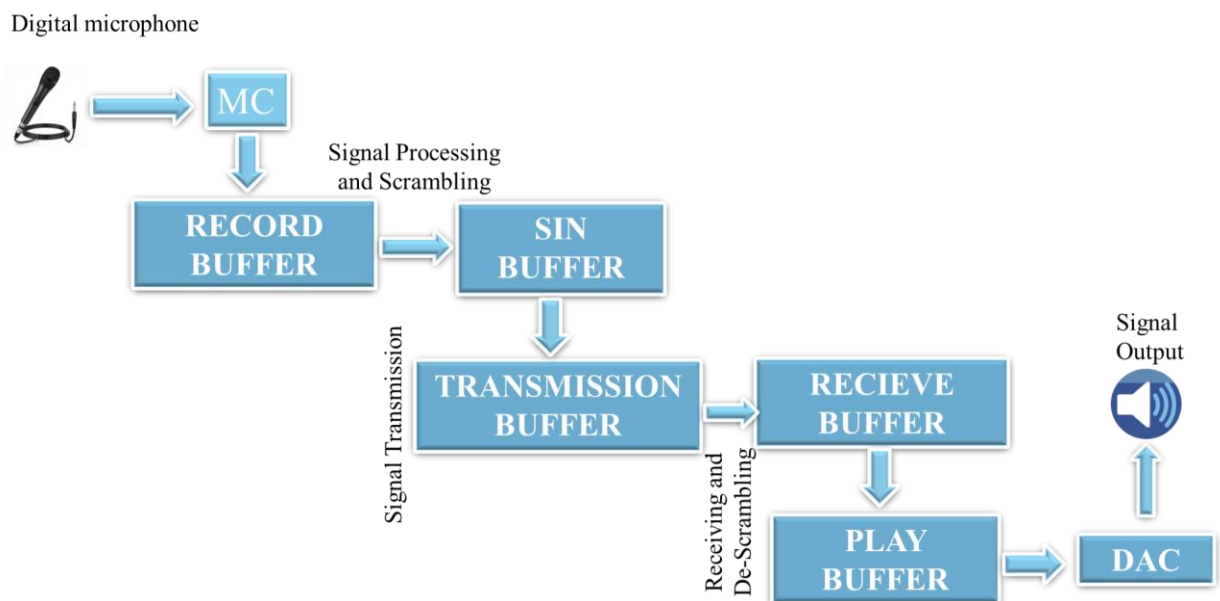 Digital microphone
MC
Signal Processing
and Scrambling
RECORD
BUFFER
SIN
BUFFER
Signal Transmission
TRANSMISSION
BUFFER
RECIEVE
BUFFER
Signal
Output
Receiving and
De-Scrambling
PLAY
BUFFER
DAC